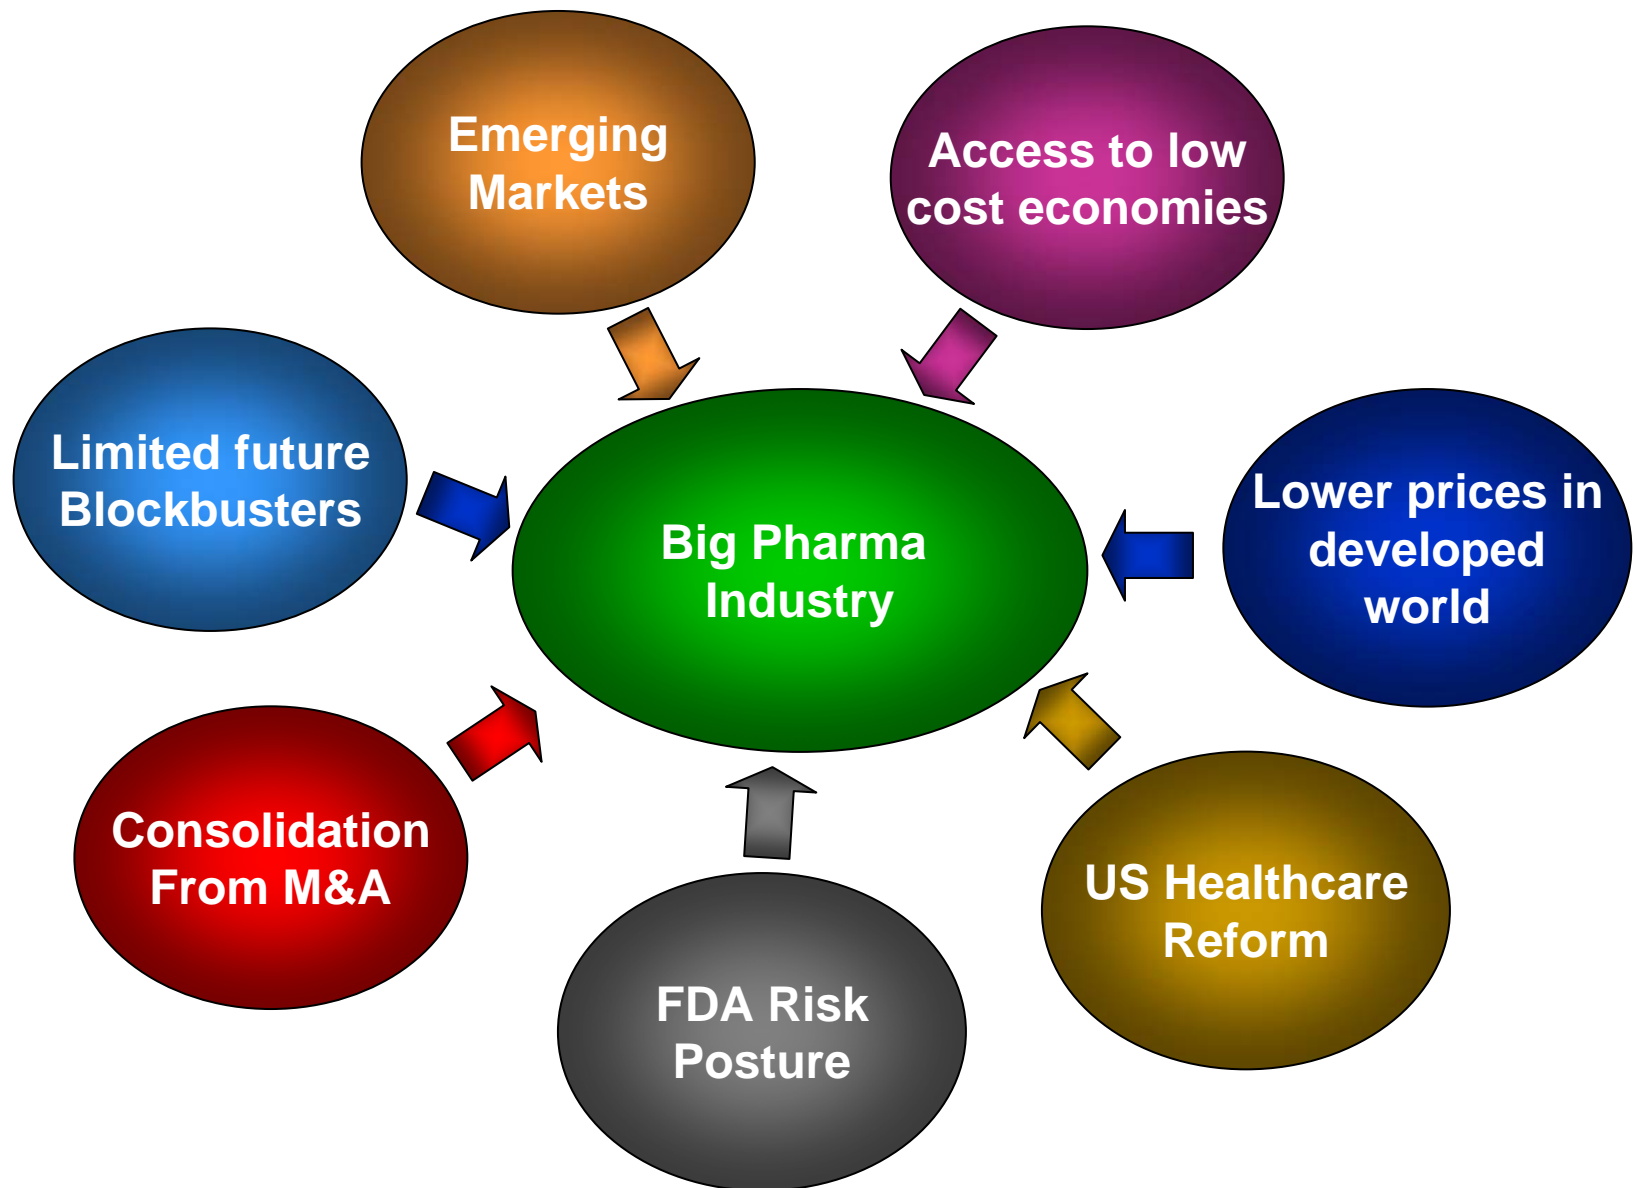 Emerging
Markets
Access to low
cost economies
Limited future
Blockbusters
Big Pharma
Industry
Lower prices in
developed
world
Consolidation
From M&A
US Healthcare
Reform
FDA Risk
Posture